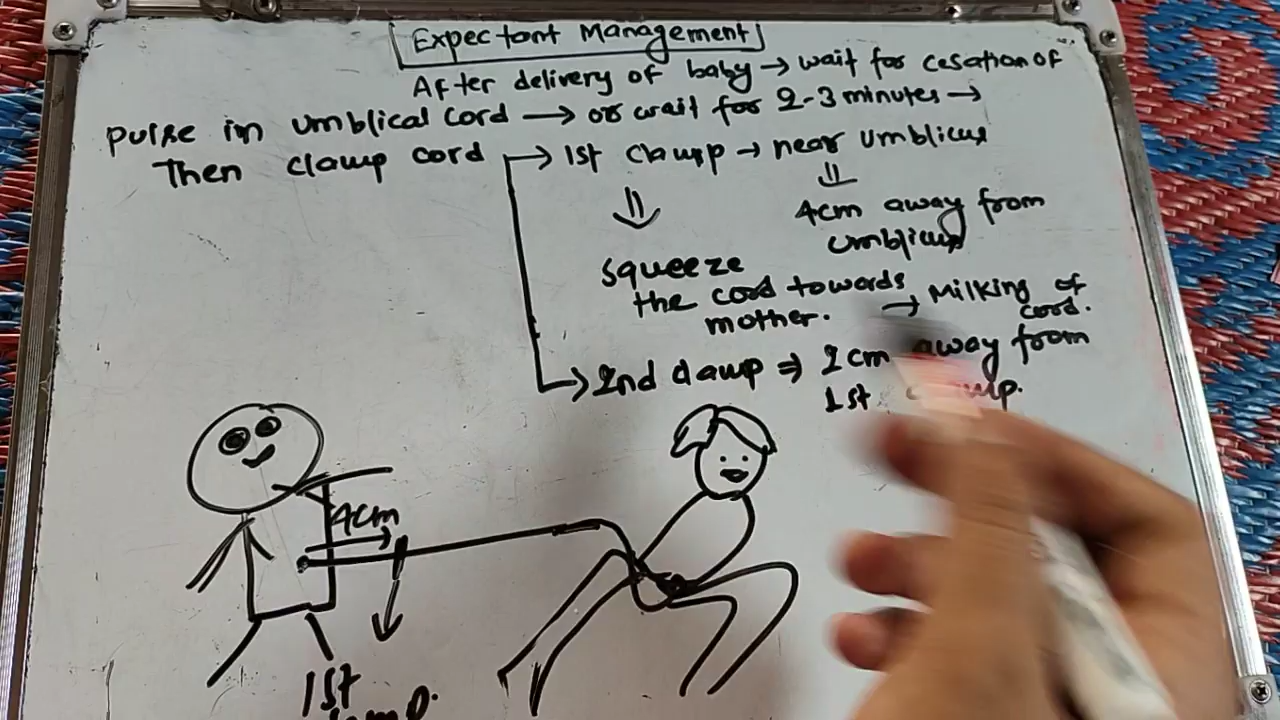 Expectant Management
After delivery of baby → wait for cesation of
pulse in umblical cord → or wait for 2-3 minutes →
Then clamp cord → 1st clamp → near umblicus
⇓ ⇓
4cm away from
umblicus
squeeze
the cord towards → Milking of
mother. cord.
→ 2nd clamp ⇒ 2cm away from
1st clamp.
4cm
1st